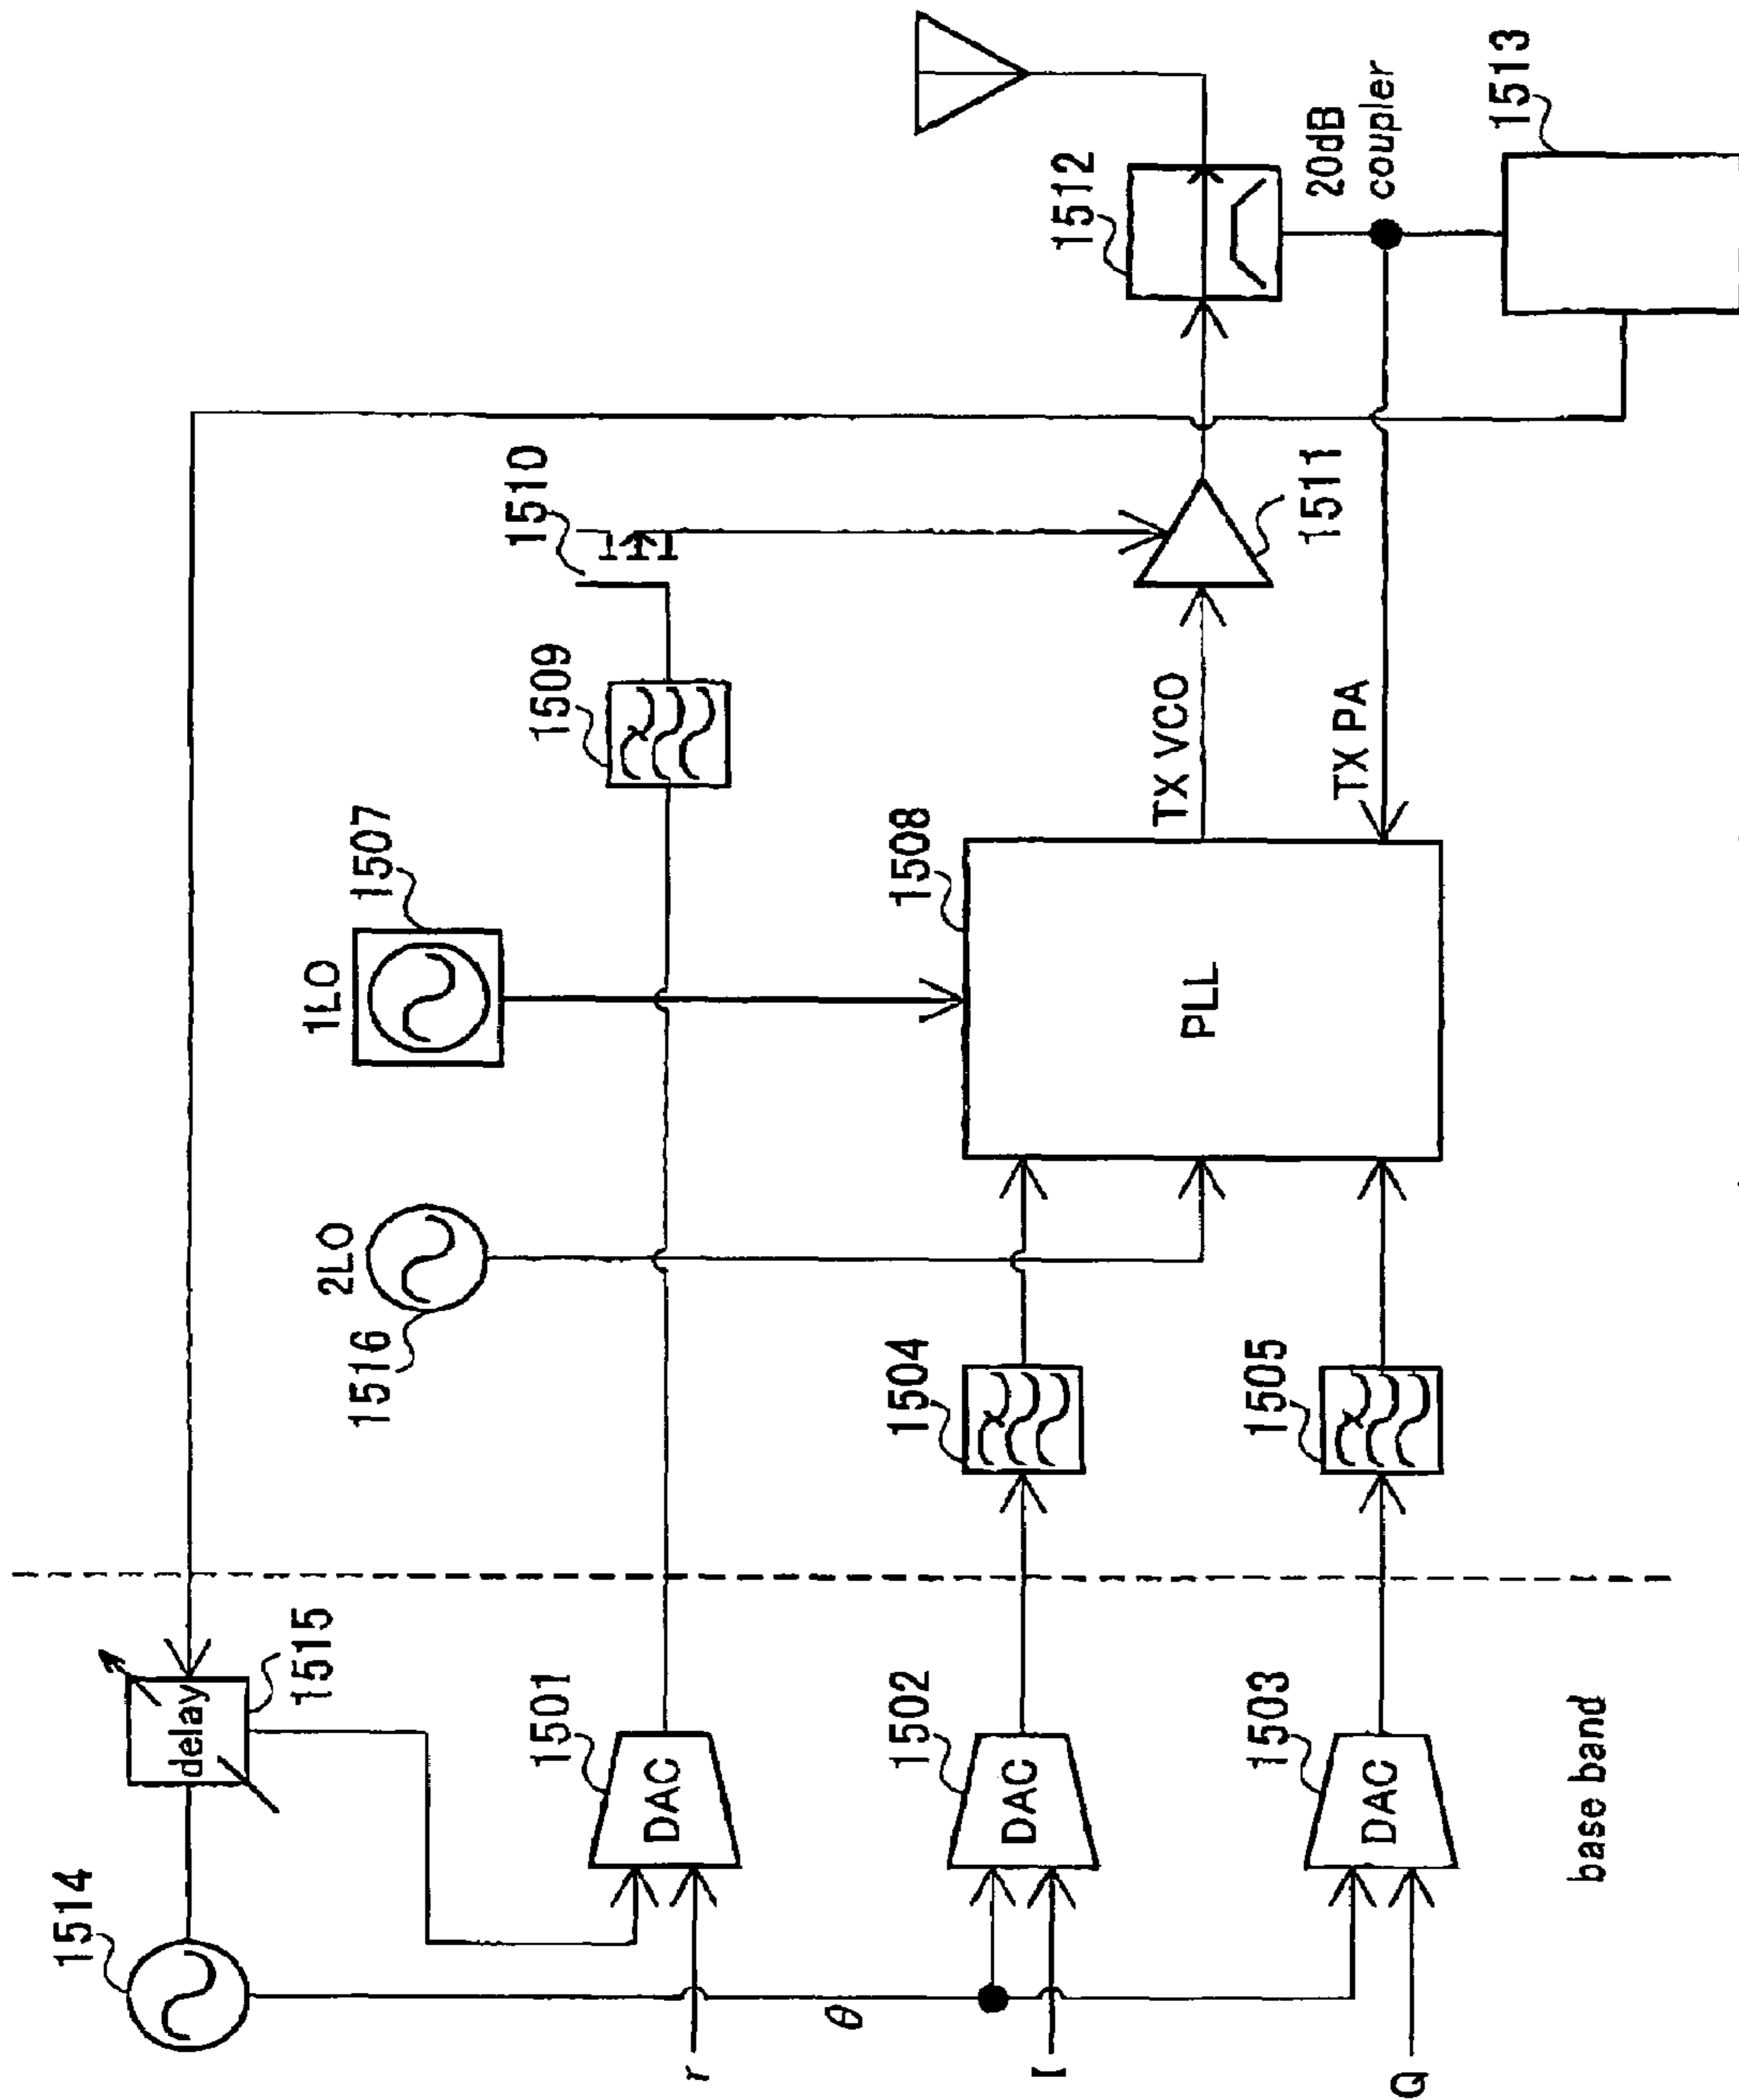 1514
delay
1515
r
θ
I
Q
DAC
1501
DAC
1502
DAC
1503
base band
2LO
1516
1LO
1507
1504
1505
1508
PLL
1509
1510
TX VCO
TX PA
1511
1512
20dB
coupler
1513